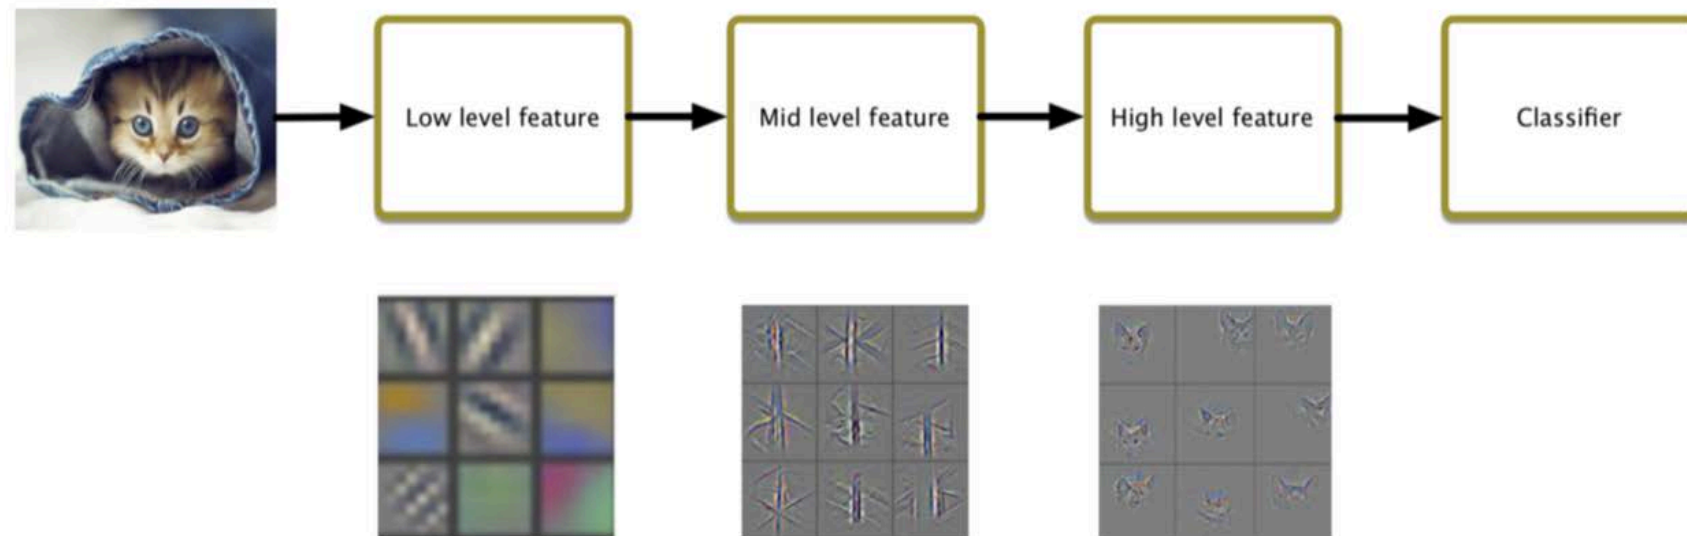 Low level feature
Mid level feature
High level feature
Classifier